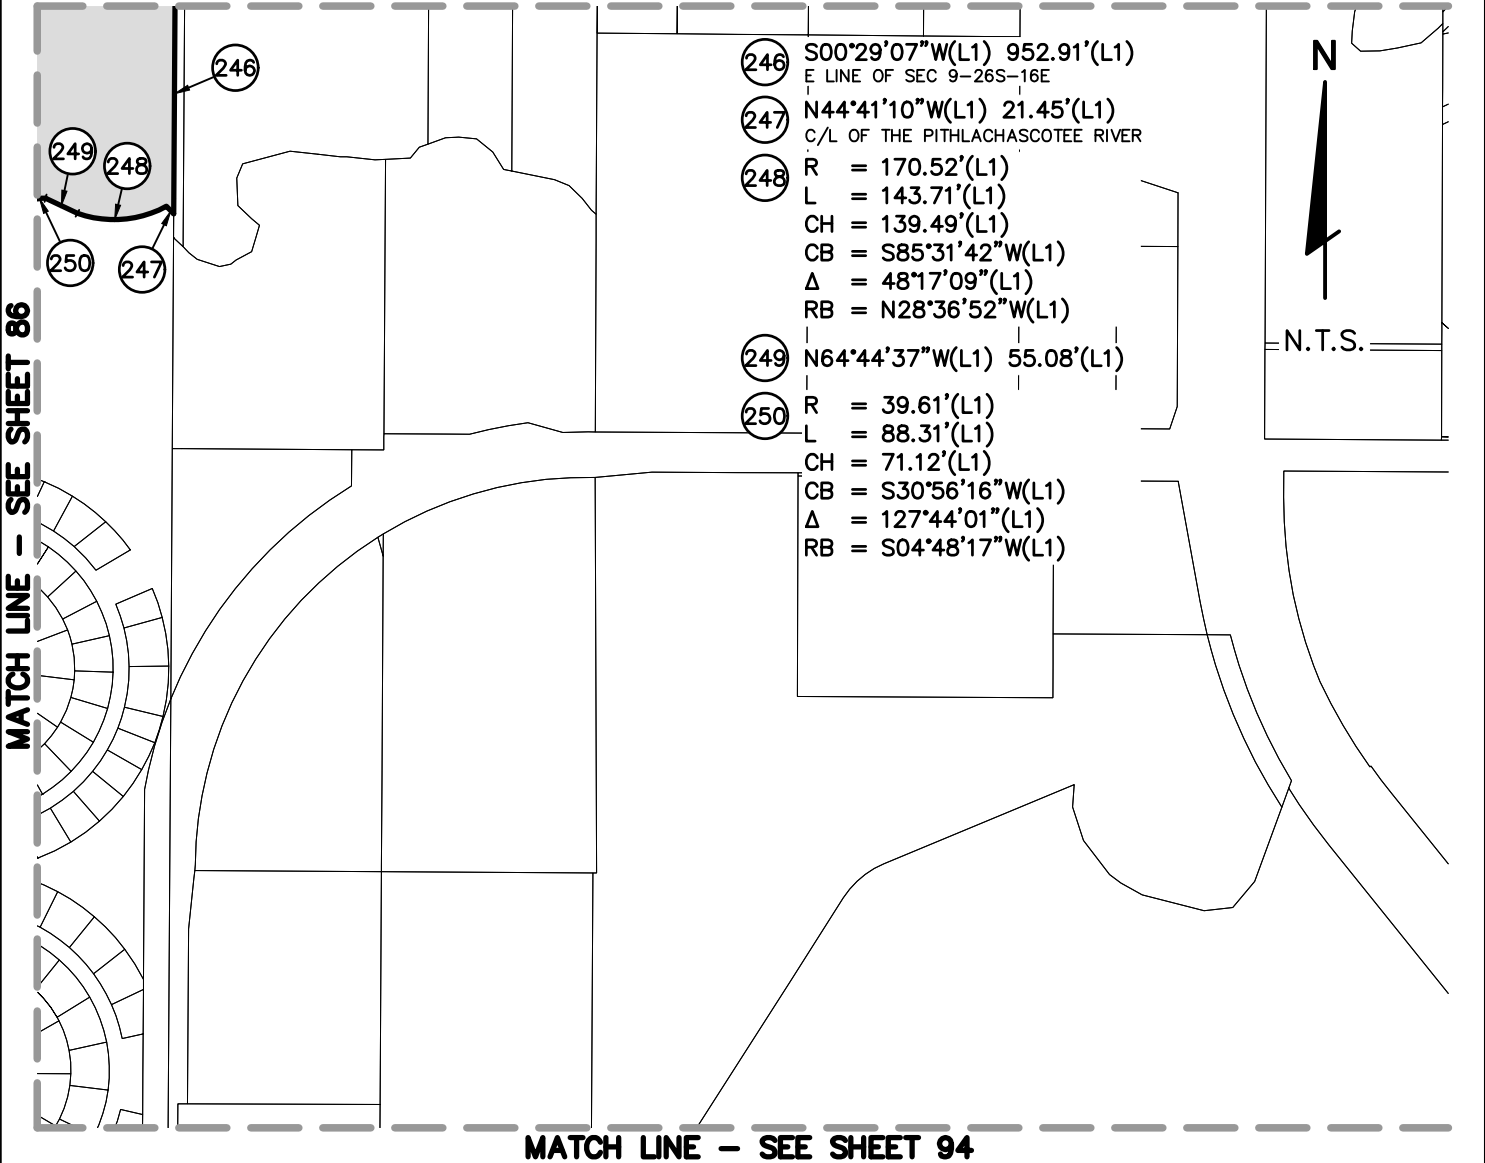 246
249
248
250
247
246 S00°29'07"W(L1) 952.91'(L1)
E LINE OF SEC 9-26S-16E
247 N44°41'10"W(L1) 21.45'(L1)
C/L OF THE PITHLACHASCOTEE RIVER
248 R = 170.52'(L1)
L = 143.71'(L1)
CH = 139.49'(L1)
CB = S85°31'42"W(L1)
Δ = 48°17'09"(L1)
RB = N28°36'52"W(L1)
249 N64°44'37"W(L1) 55.08'(L1)
250 R = 39.61'(L1)
L = 88.31'(L1)
CH = 71.12'(L1)
CB = S30°56'16"W(L1)
Δ = 127°44'01"(L1)
RB = S04°48'17"W(L1)
N
N.T.S.
MATCH LINE - SEE SHEET 86
MATCH LINE - SEE SHEET 94